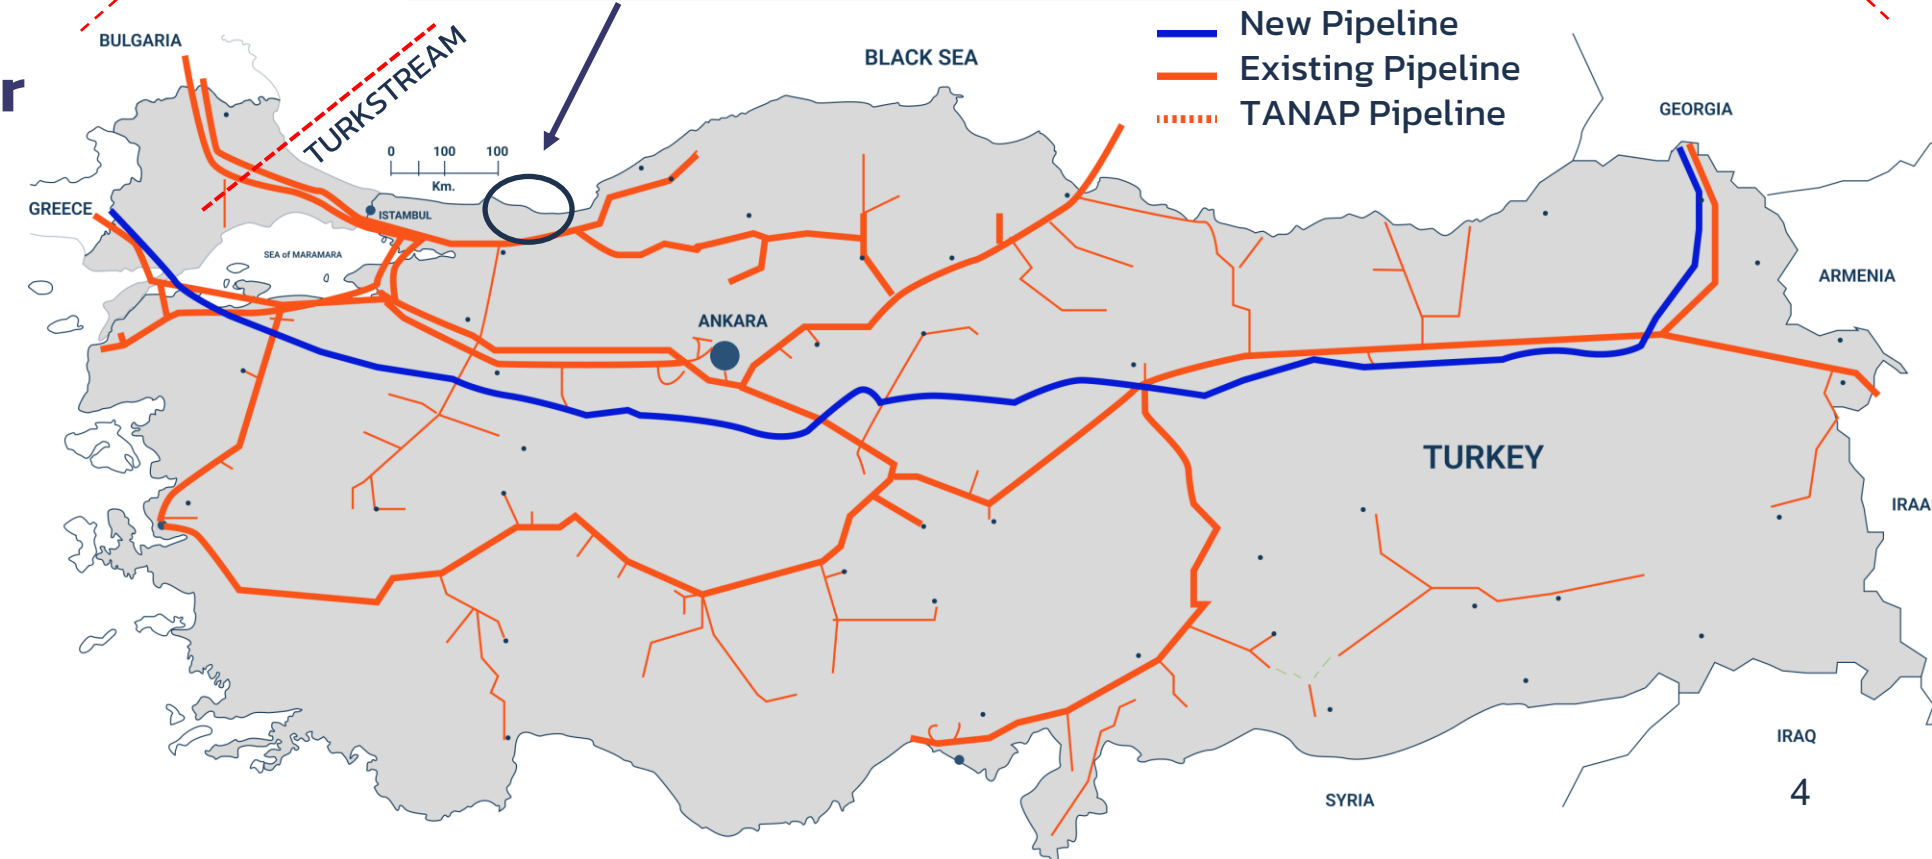 r
BULGARIA
TURKSTREAM
BLACK SEA
New Pipeline
Existing Pipeline
TANAP Pipeline
GEORGIA
0 100 100
Km.
GREECE
ISTAMBUL
SEA of MARAMARA
ARMENIA
ANKARA
TURKEY
IRAA
IRAQ
SYRIA
4